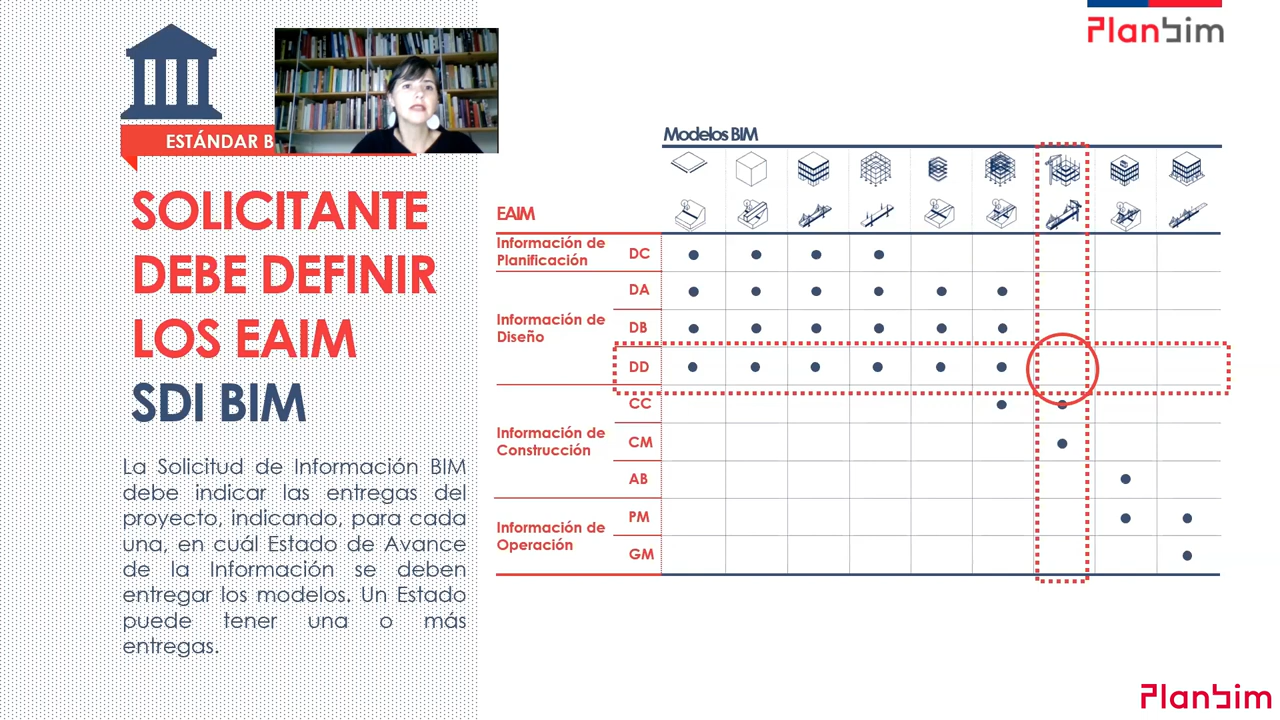 Planbim
ESTÁNDAR B
SOLICITANTE
DEBE DEFINIR
LOS EAIM
SDI BIM
La Solicitud de Información BIM
debe indicar las entregas del
proyecto, indicando para cada
una, en cuál Estado de Avance
de la Información se deben
entregar los modelos. Un Estado
puede tener una o más
entregas.
Modelos BIM
EAIM
Información de
Planificación
DC
Información de
Diseño
DA
DB
DD
Información de
Construcción
CC
CM
AB
Información de
Operación
PM
GM
Planbim